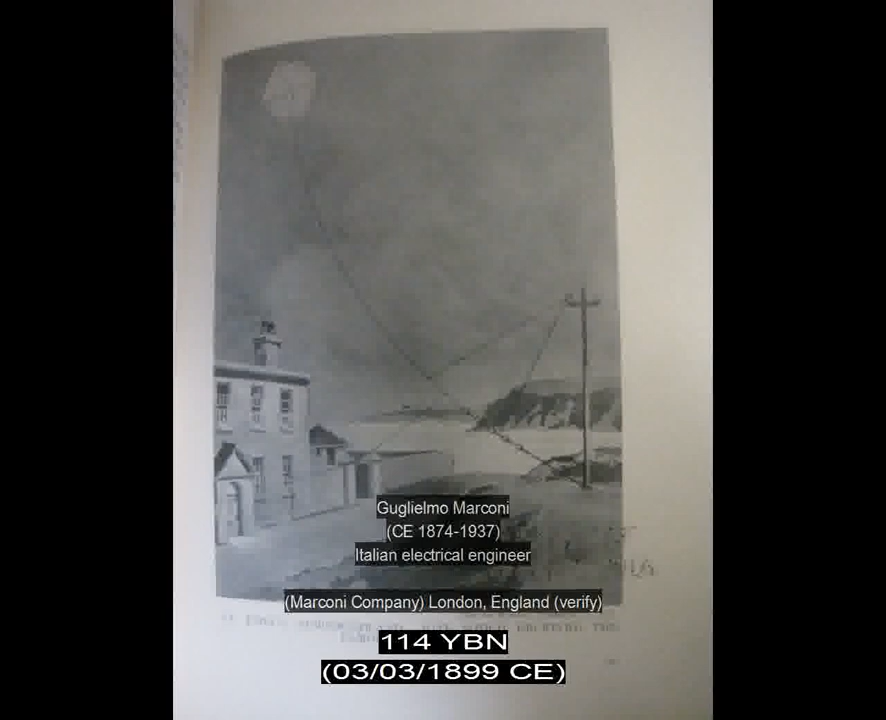 Guglielmo Marconi
(CE 1874-1937)
Italian electrical engineer
(Marconi Company) London, England (verify)
114 YBN
(03/03/1899 CE)